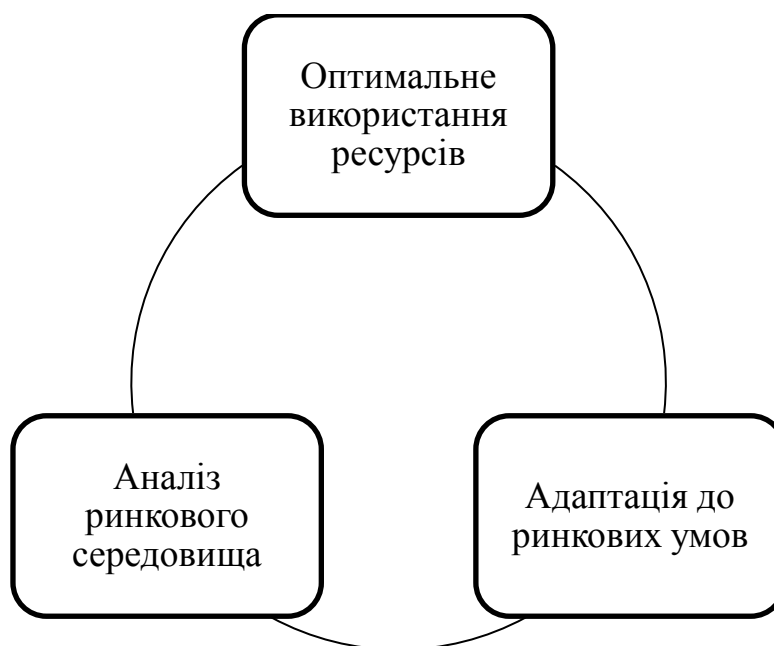 Оптимальне
використання
ресурсів
Аналіз
ринкового
середовища
Адаптація до
ринкових умов